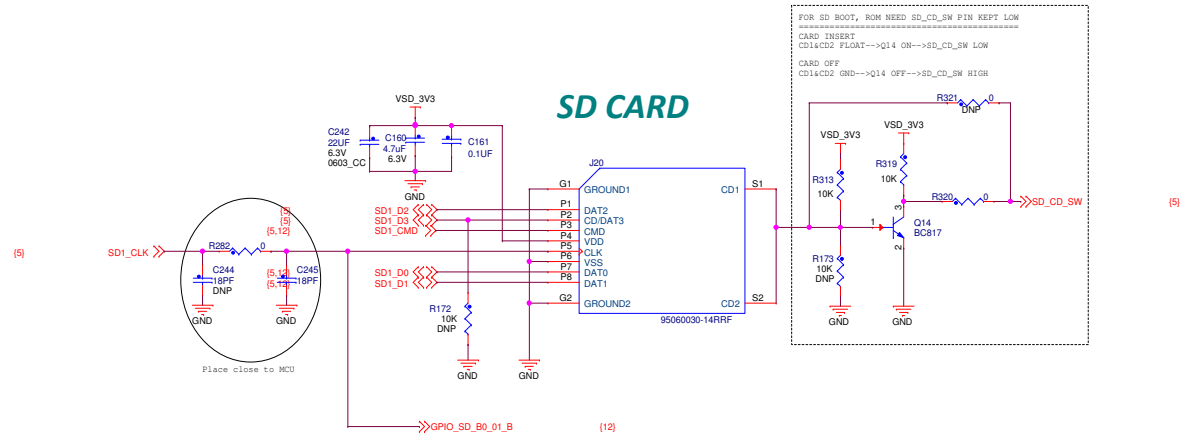 FOR SD BOOT, ROM NEED SD_CD_SW PIN KEPT LOW
=========================================
CARD INSERT
CD1&CD2 FLOAT-->Q14 ON-->SD_CD_SW LOW
CARD OFF
CD1&CD2 GND-->Q14 OFF-->SD_CD_SW HIGH
SD CARD
VSD_3V3
C242
22UF
6.3V
0603_CC
C160
4.7uF
6.3V
C161
0.1UF
GND
R321
0
DNP
VSD_3V3
VSD_3V3
R313
10K
R319
10K
R320
0
SD_CD_SW
{5}
1
3
2
Q14
BC817
R173
10K
DNP
GND
GND
J20
G1
GROUND1
CD1
S1
SD1_D2
P1
DAT2
SD1_D3
P2
CD/DAT3
SD1_CMD
P3
CMD
P4
VDD
P5
CLK
P6
VSS
SD1_D0
P7
DAT0
SD1_D1
P8
DAT1
G2
GROUND2
CD2
S2
95060030-14RRF
{5}
{5}
{5,12}
{5}
SD1_CLK
R282
0
{5,12}
{5,12}
C244
18PF
DNP
C245
18PF
GND
GND
Place close to MCU
R172
10K
DNP
GND
GND
GPIO_SD_B0_01_B
{12}